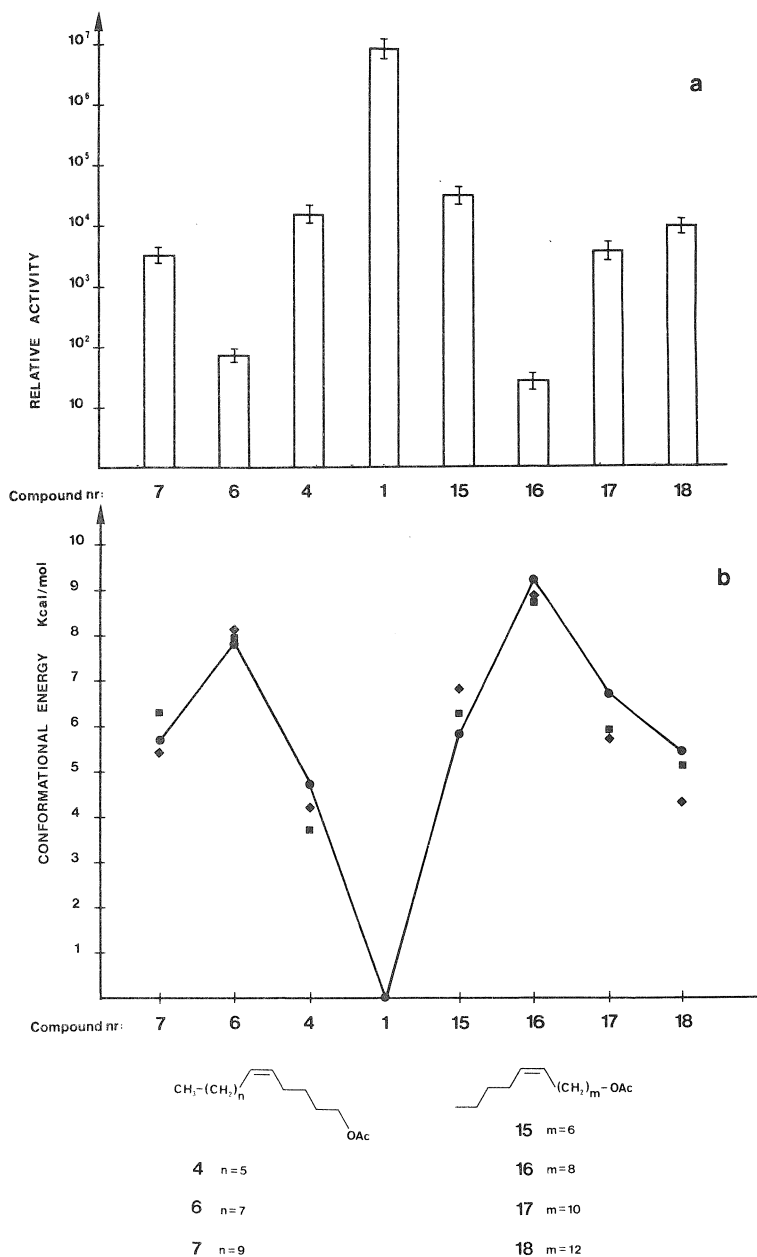 a
10⁷
10⁶
10⁵
10⁴
10³
10²
10
RELATIVE ACTIVITY
Compound nr: 7 6 4 1 15 16 17 18
b
10
9
8
7
6
5
4
3
2
1
CONFORMATIONAL ENERGY Kcal/mol
Compound nr: 7 6 4 1 15 16 17 18
CH₃-(CH₂)n
OAc
(CH₂)m-OAc
4 n=5
6 n=7
7 n=9
15 m=6
16 m=8
17 m=10
18 m=12